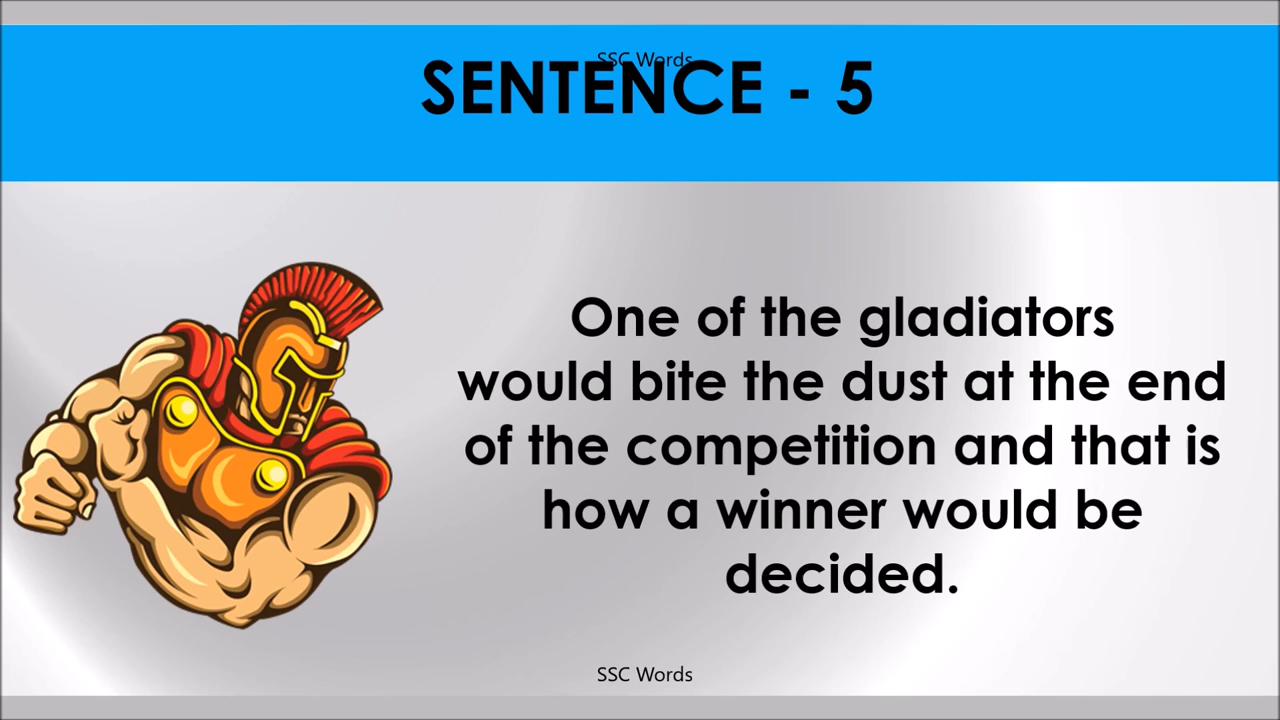 SSC Words
SENTENCE - 5
One of the gladiators
would bite the dust at the end
of the competition and that is
how a winner would be
decided.
SSC Words